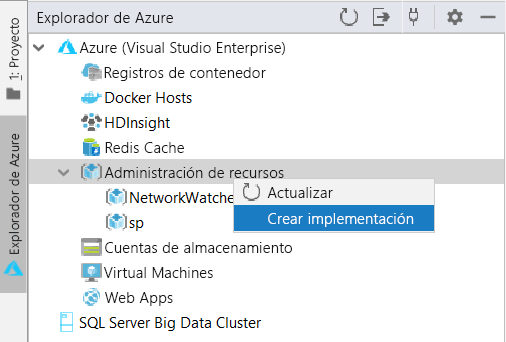 Explorador de Azure
1: Proyecto
Explorador de Azure
Azure (Visual Studio Enterprise)
Registros de contenedor
Docker Hosts
HDInsight
Redis Cache
Administración de recursos
NetworkWatche
Actualizar
Crear implementación
sp
Cuentas de almacenamiento
Virtual Machines
Web Apps
SQL Server Big Data Cluster